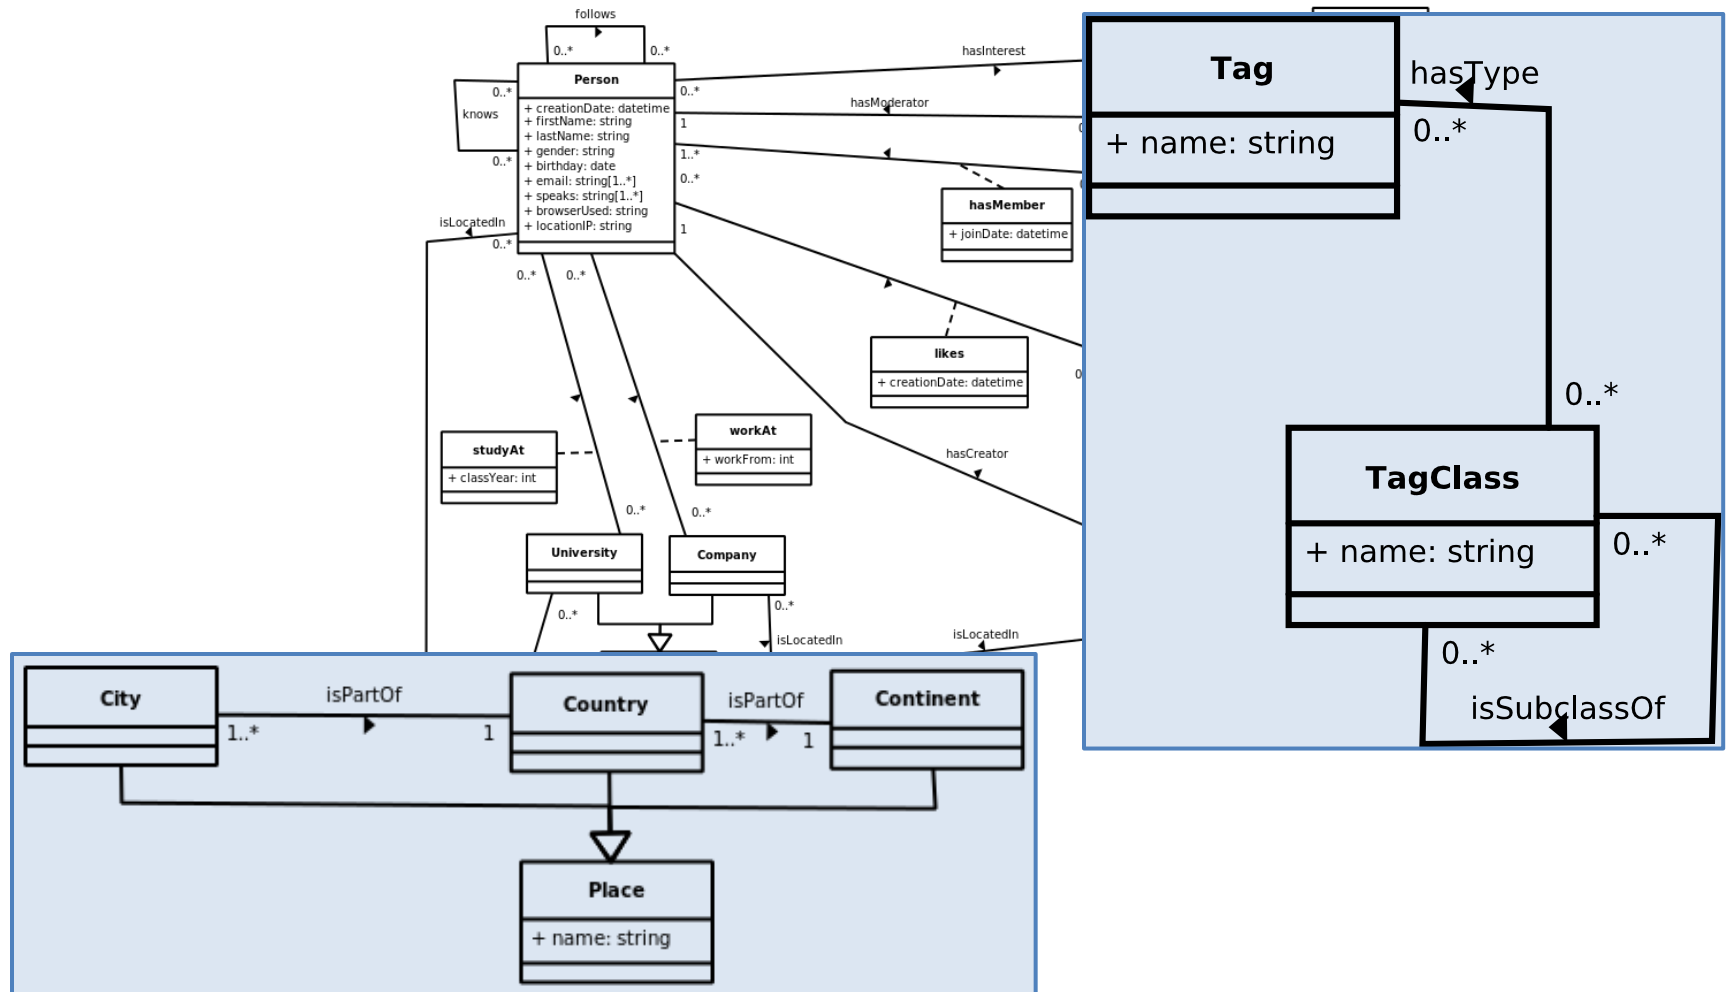 follows
0..*
0..*
Person
+ creationDate: datetime
+ firstName: string
+ lastName: string
+ gender: string
+ birthday: date
+ email: string[1..*]
+ speaks: string[1..*]
+ browserUsed: string
+ locationIP: string
0..*
knows
0..*
isLocatedIn
0..*
0..*
0..*
0..*
1
1..*
0..*
1
hasInterest
hasModerator
hasMember
+ joinDate: datetime
likes
+ creationDate: datetime
hasCreator
studyAt
+ classYear: int
workAt
+ workFrom: int
0..*
0..*
University
Company
0..*
0..*
isLocatedIn
isLocatedIn
Tag
+ name: string
hasType
0..*
0..*
TagClass
+ name: string
0..*
0..*
isSubclassOf
City
isPartOf
1..*
1
Country
isPartOf
1..*
1
Continent
Place
+ name: string